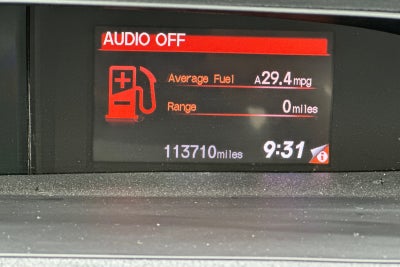 AUDIO OFF
Average Fuel A29.4mpg
Range 0miles
113710miles 9:31 i